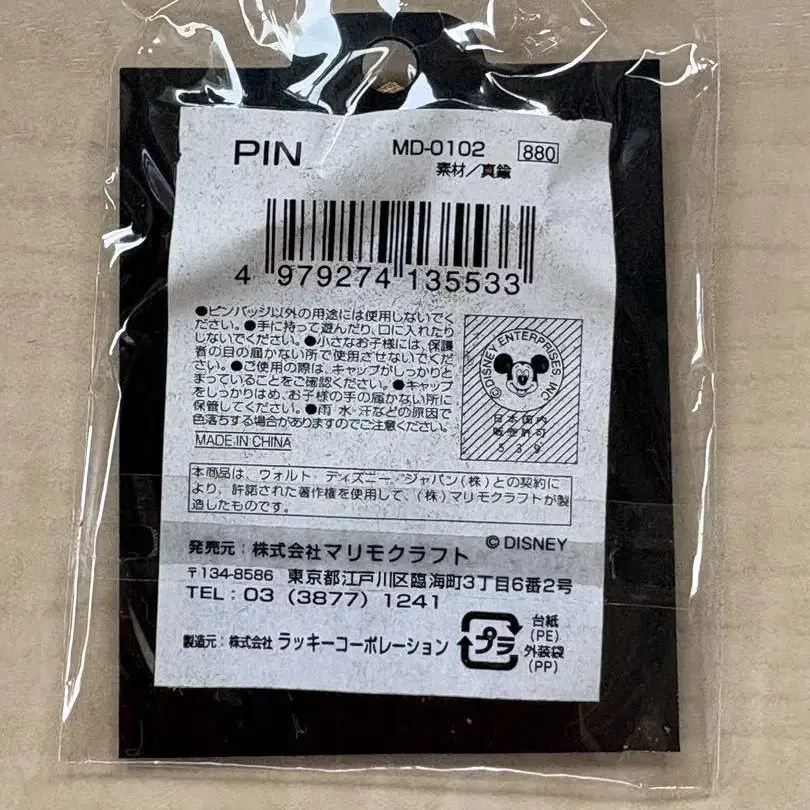 PIN MD-0102 880
素材/真鍮
4 979274 135533
●ピンバッジ以外の用途には使用しないでく
ださい。●手に持って遊んだり、口に入れたり
しないでください。●小さなお子様には、保護
者の目の届かない所で使用させないでくださ
い。●ご使用の際は、キャップがしっかりと
まっていることをご確認ください。●キャップ
をしっかりはめ、お子様の手の届かない所に
保管してください。●雨、水、汗などの原因で
色落ちする場合がありますのでご注意ください。
MADE IN CHINA
©DISNEY ENTERPRISES INC
日本国内
販売許可
539
本商品は、ウォルト ディズニー ジャパン(株)との契約に
より、許諾された著作権を使用して、(株)マリモクラフトが製
造したものです。
©DISNEY
発売元:株式会社マリモクラフト
〒134-8586 東京都江戸川区臨海町3丁目6番2号
TEL:03 (3877) 1241
製造元:株式会社 ラッキーコーポレーション
プラ
台紙
(PE)
外装袋
(PP)